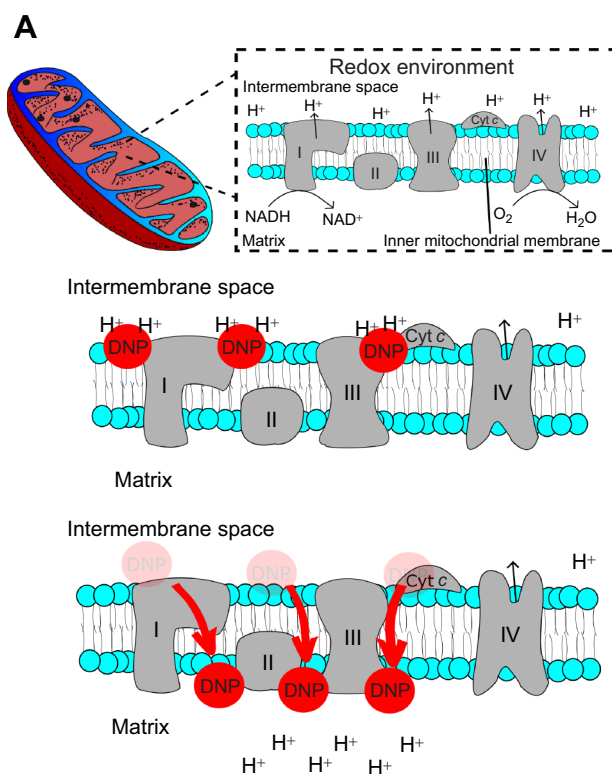 A
Redox environment
Intermembrane space
H⁺ H⁺ H⁺ H⁺ H⁺ H⁺ H⁺
Cyt c
I II III IV
NADH NAD⁺ O₂ H₂O
Matrix Inner mitochondrial membrane
Intermembrane space
H⁺ H⁺ H⁺ H⁺ H⁺ H⁺ H⁺
DNP DNP DNP Cyt c
I II III IV
Matrix
Intermembrane space
DNP DNP DNP H⁺
Cyt c
I II III IV
DNP DNP DNP
Matrix
H⁺ H⁺ H⁺
H⁺ H⁺ H⁺